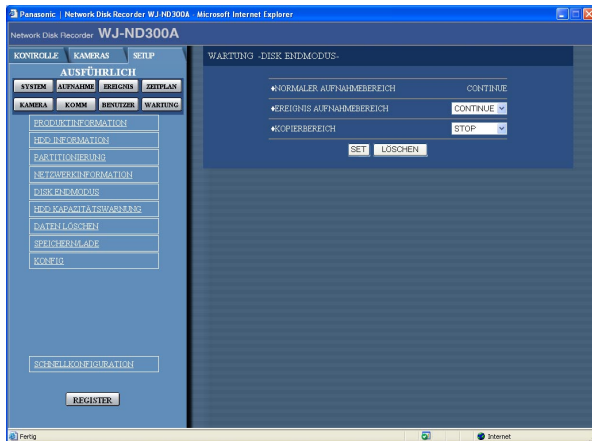 Panasonic | Network Disk Recorder WJ-ND300A - Microsoft Internet Explorer
Network Disk Recorder WJ-ND300A
KONTROLLE KAMERAS SETUP
AUSFÜHRLICH
SYSTEM AUFNAHME EREIGNIS ZEITPLAN
KAMERA KOMM BENUTZER WARTUNG
PRODUKTINFORMATION
HDD INFORMATION
PARTITIONIERUNG
NETZWERKINFORMATION
DISK ENDMODUS
HDD KAPAZITÄTSWARNUNG
DATEN LÖSCHEN
SPEICHERN/LADE
KONFIG
SCHNELLKONFIGURATION
REGISTER
WARTUNG -DISK ENDMODUS-
♦NORMALER AUFNAHMEBEREICH CONTINUE
♦EREIGNIS AUFNAHMEBEREICH CONTINUE
♦KOPIERBEREICH STOP
SET LÖSCHEN
Fertig Internet